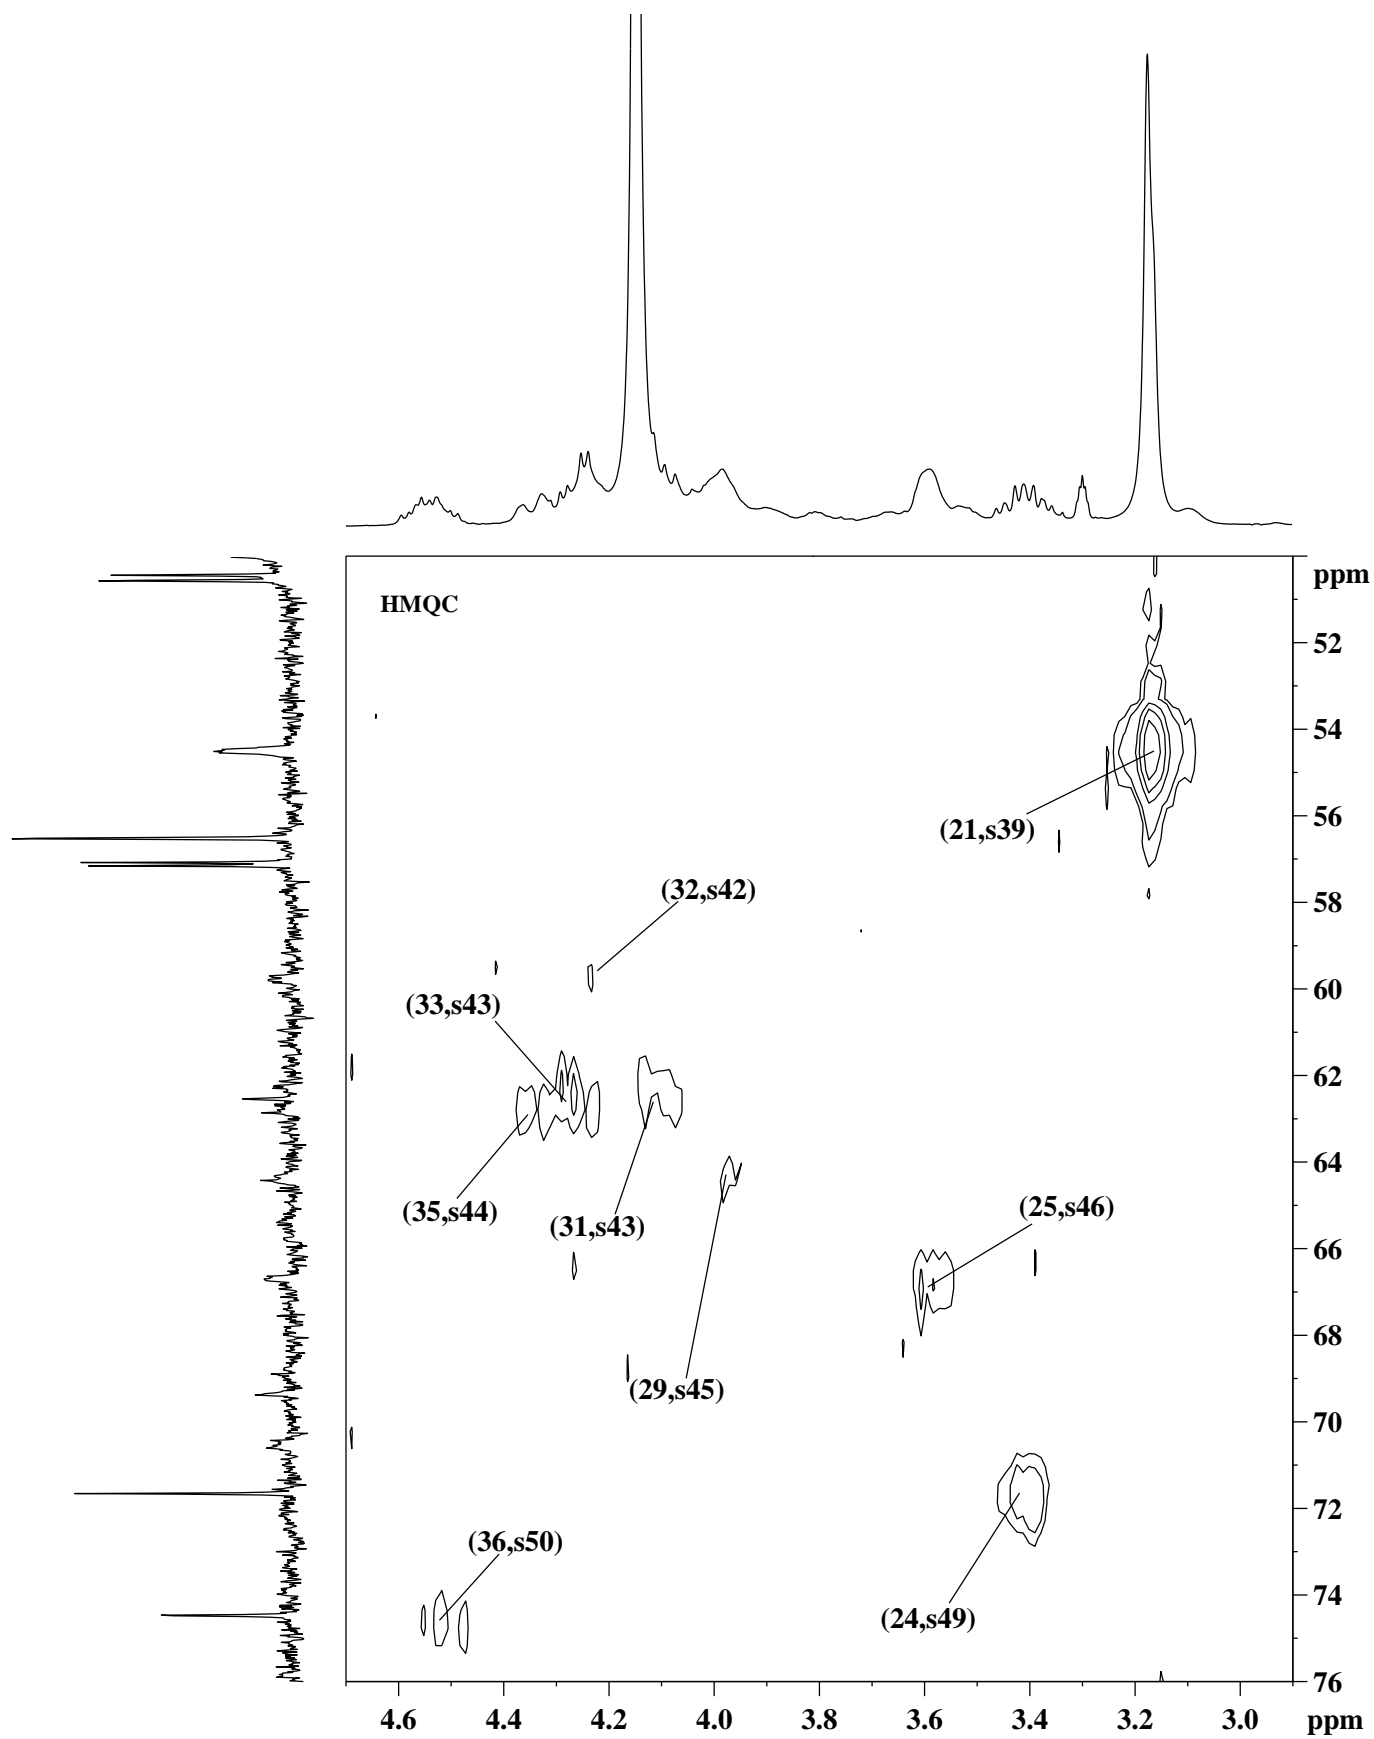 ppm
HMQC
52
54
(21,s39)
56
(32,s42)
58
60
(33,s43)
62
64
(35,s44)
(31,s43)
(25,s46)
66
68
(29,s45)
70
72
(36,s50)
74
(24,s49)
76
4.6 4.4 4.2 4.0 3.8 3.6 3.4 3.2 3.0 ppm